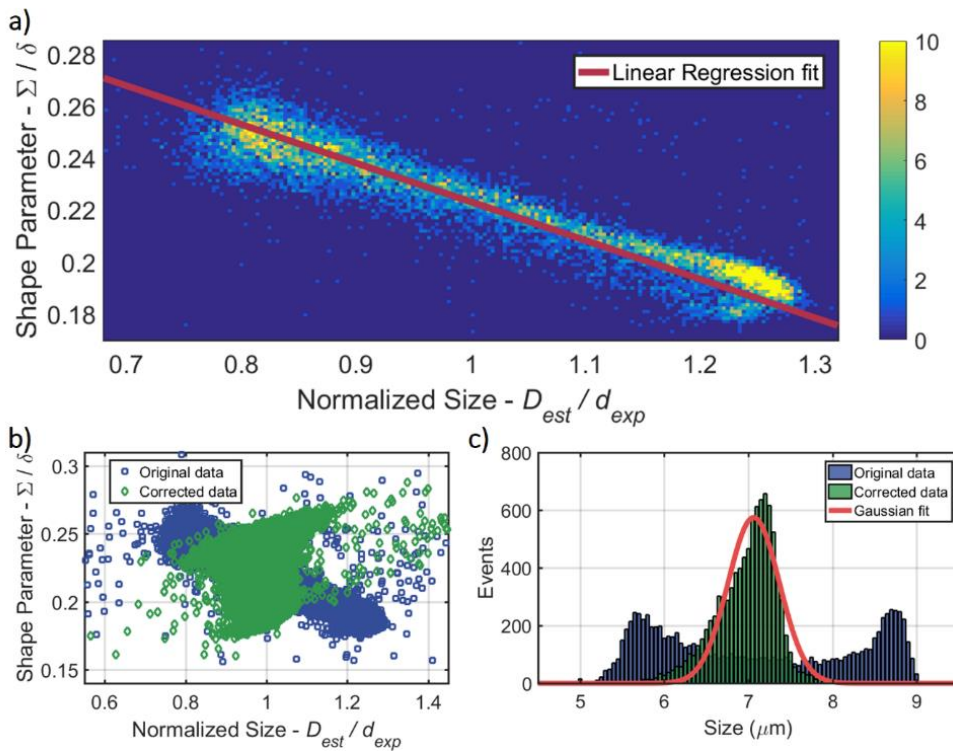 a)
Shape Parameter - Σ / δ
0.26
0.24
0.22
0.2
0.18
Linear Regression fit
10
8
6
4
2
0
0.7 0.8 0.9 1 1.1 1.2 1.3
Normalized Size - D_est / d_exp
b)
Shape Parameter - Σ / δ
0.3
0.25
0.2
0.15
Original data
Corrected data
0.6 0.8 1 1.2 1.4
Normalized Size - D_est / d_exp
c)
Events
800
600
400
200
0
Original data
Corrected data
Gaussian fit
5 6 7 8 9
Size (μm)